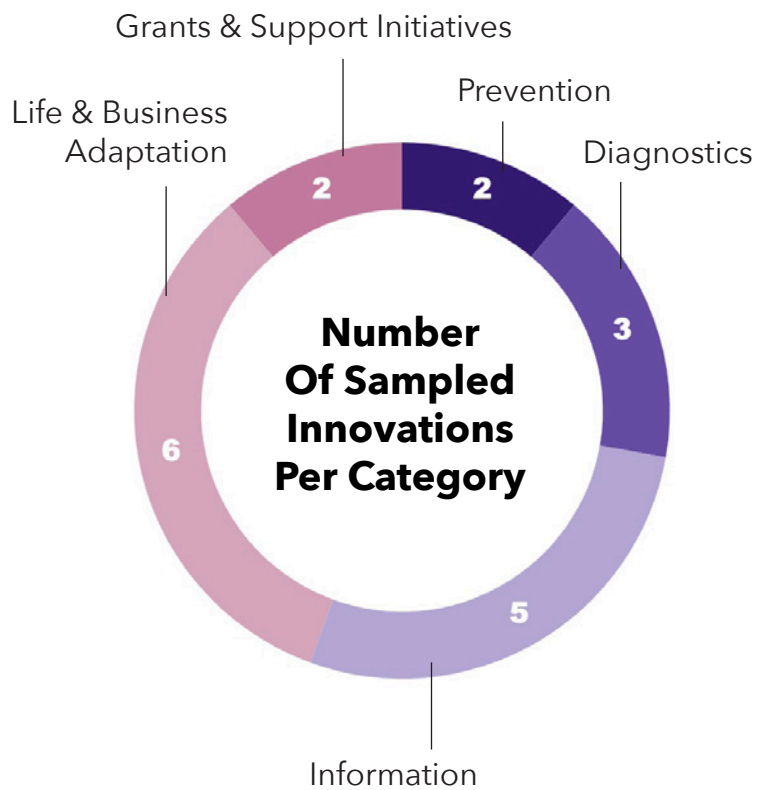 Grants & Support Initiatives
Prevention
Life & Business
Adaptation
Diagnostics
2
2
3
Number
Of Sampled
Innovations
Per Category
6
5
Information